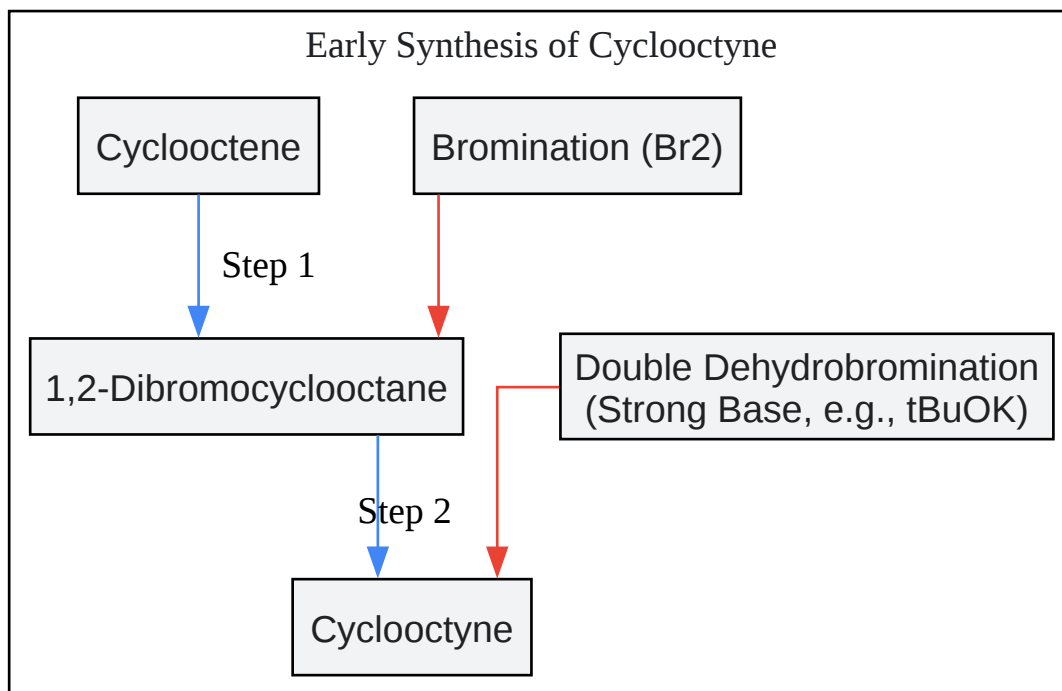 Early Synthesis of Cyclooctyne
Cyclooctene
Bromination (Br2)
Step 1
1,2-Dibromocyclooctane
Double Dehydrobromination
(Strong Base, e.g., tBuOK)
Step 2
Cyclooctyne